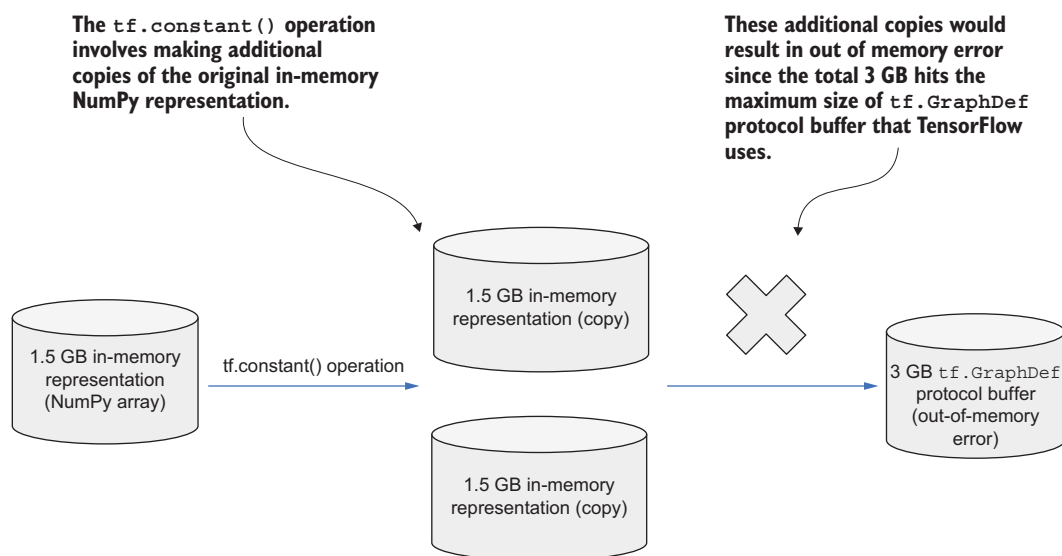 The tf.constant() operation
involves making additional
copies of the original in-memory
NumPy representation.
These additional copies would
result in out of memory error
since the total 3 GB hits the
maximum size of tf.GraphDef
protocol buffer that TensorFlow
uses.
1.5 GB in-memory
representation
(NumPy array)
tf.constant() operation
1.5 GB in-memory
representation (copy)
1.5 GB in-memory
representation (copy)
3 GB tf.GraphDef
protocol buffer
(out-of-memory
error)